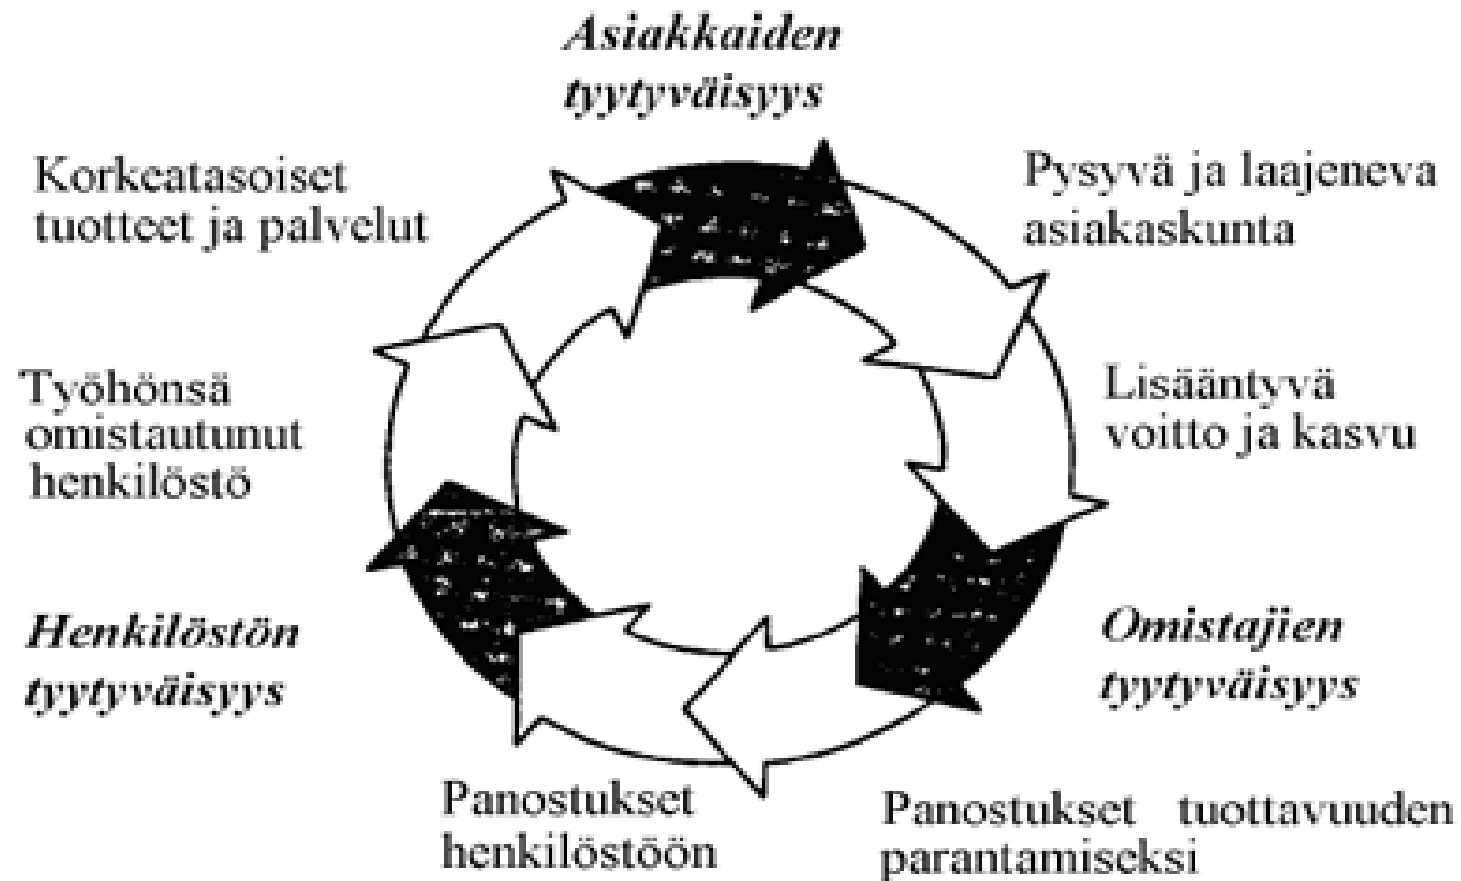 Asiakkaiden
tyytyväisyys
Pysyvä ja laajeneva
asiakaskunta
Lisääntyvä
voitto ja kasvu
Omistajien
tyytyväisyys
Panostukset tuottavuuden
parantamiseksi
Panostukset
henkilöstöön
Henkilöstön
tyytyväisyys
Työhönsä
omistautunut
henkilöstö
Korkeatasoiset
tuotteet ja palvelut